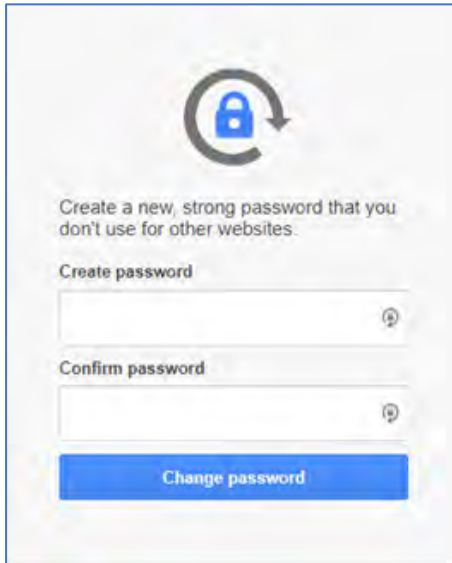 Create a new, strong password that you
don't use for other websites.
Create password
Confirm password
Change password